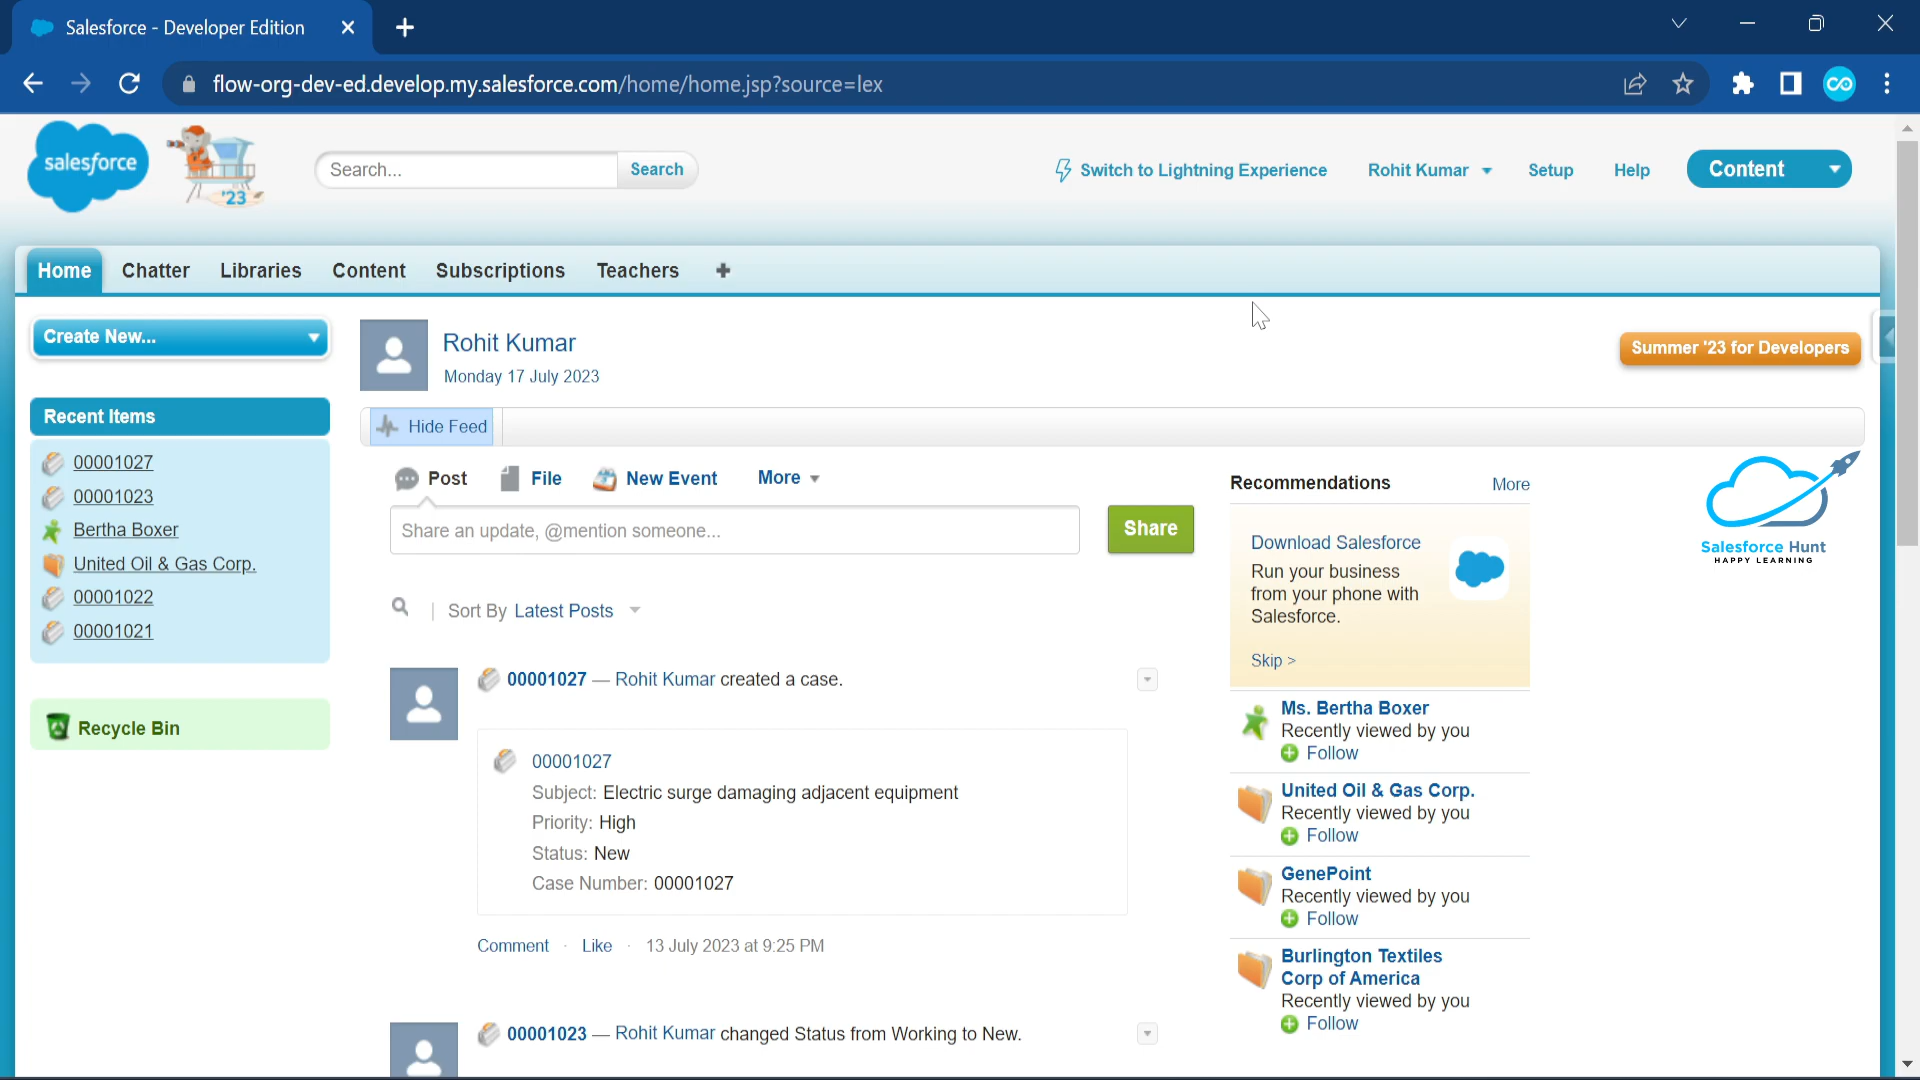 Salesforce - Developer Edition
flow-org-dev-ed.develop.my.salesforce.com/home/home.jsp?source=lex
salesforce
'23
Search...
Search
Switch to Lightning Experience
Rohit Kumar
Setup
Help
Content
Home
Chatter
Libraries
Content
Subscriptions
Teachers
Create New...
Rohit Kumar
Monday 17 July 2023
Summer '23 for Developers
Recent Items
00001027
00001023
Bertha Boxer
United Oil & Gas Corp.
00001022
00001021
Recycle Bin
Hide Feed
Post
File
New Event
More
Share an update, @mention someone...
Share
Sort By Latest Posts
00001027 — Rohit Kumar created a case.
00001027
Subject: Electric surge damaging adjacent equipment
Priority: High
Status: New
Case Number: 00001027
Comment · Like · 13 July 2023 at 9:25 PM
00001023 — Rohit Kumar changed Status from Working to New.
Recommendations
More
Download Salesforce
Run your business
from your phone with
Salesforce.
Skip >
Ms. Bertha Boxer
Recently viewed by you
Follow
United Oil & Gas Corp.
Recently viewed by you
Follow
GenePoint
Recently viewed by you
Follow
Burlington Textiles
Corp of America
Recently viewed by you
Follow
Salesforce Hunt
HAPPY LEARNING